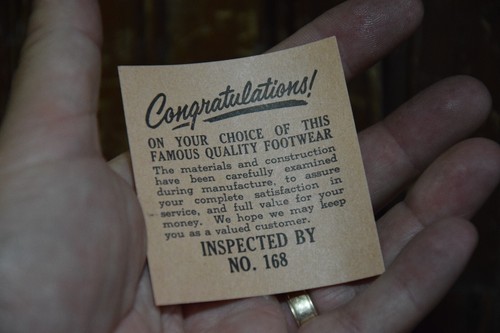 Congratulations!
ON YOUR CHOICE OF THIS
FAMOUS QUALITY FOOTWEAR
The materials and construction
have been carefully examined
during manufacture, to assure
your complete satisfaction in
service, and full value for your
money. We hope we may keep
you as a valued customer.
INSPECTED BY
NO. 168